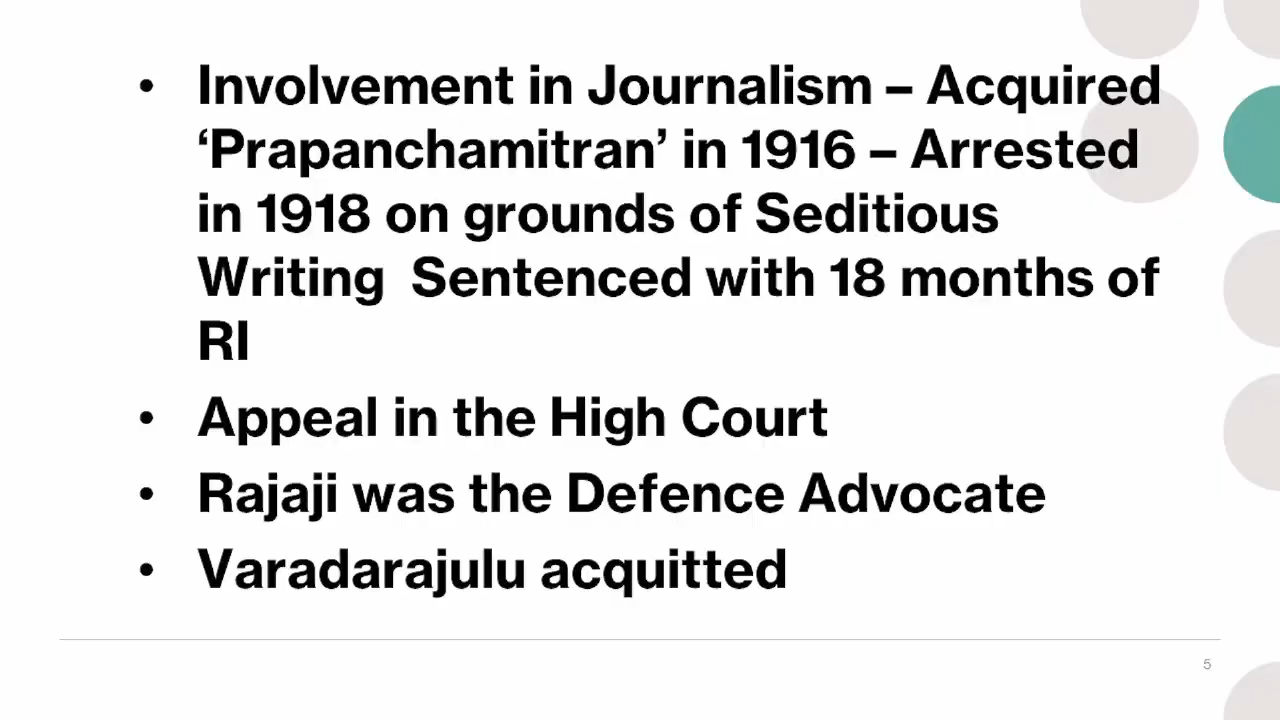 • Involvement in Journalism – Acquired
‘Prapanchamitran’ in 1916 – Arrested
in 1918 on grounds of Seditious
Writing  Sentenced with 18 months of
RI
• Appeal in the High Court
• Rajaji was the Defence Advocate
• Varadarajulu acquitted
5